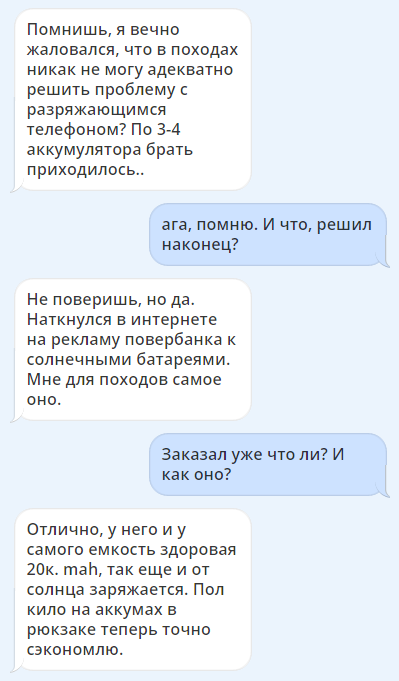 Помнишь, я вечно
жаловался, что в походах
никак не могу адекватно
решить проблему с
разряжающимся
телефоном? По 3-4
аккумулятора брать
приходилось..
ага, помню. И что, решил
наконец?
Не поверишь, но да.
Наткнулся в интернете
на рекламу повербанка к
солнечными батареями.
Мне для походов самое
оно.
Заказал уже что ли? И
как оно?
Отлично, у него и у
самого емкость здоровая
20к. mah, так еще и от
солнца заряжается. Пол
кило на аккумах в
рюкзаке теперь точно
сэкономлю.